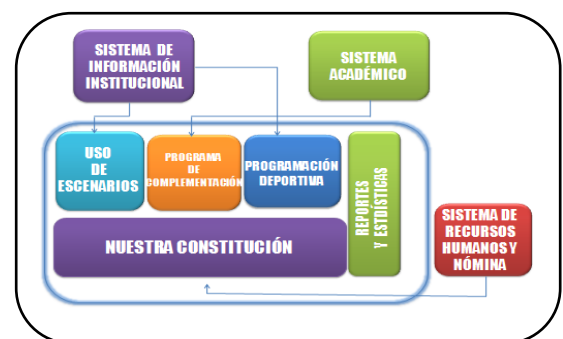 SISTEMA DE
INFORMACIÓN
INSTITUCIONAL
SISTEMA
ACADÉMICO
USO
DE
ESCENARIOS
PROGRAMA
DE
COMPLEMENTACIÓN
PROGRAMACIÓN
DEPORTIVA
REPORTES
Y ESTDÍSTICAS
NUESTRA CONSTITUCIÓN
SISTEMA DE
RECURSOS
HUMANOS Y
NÓMINA